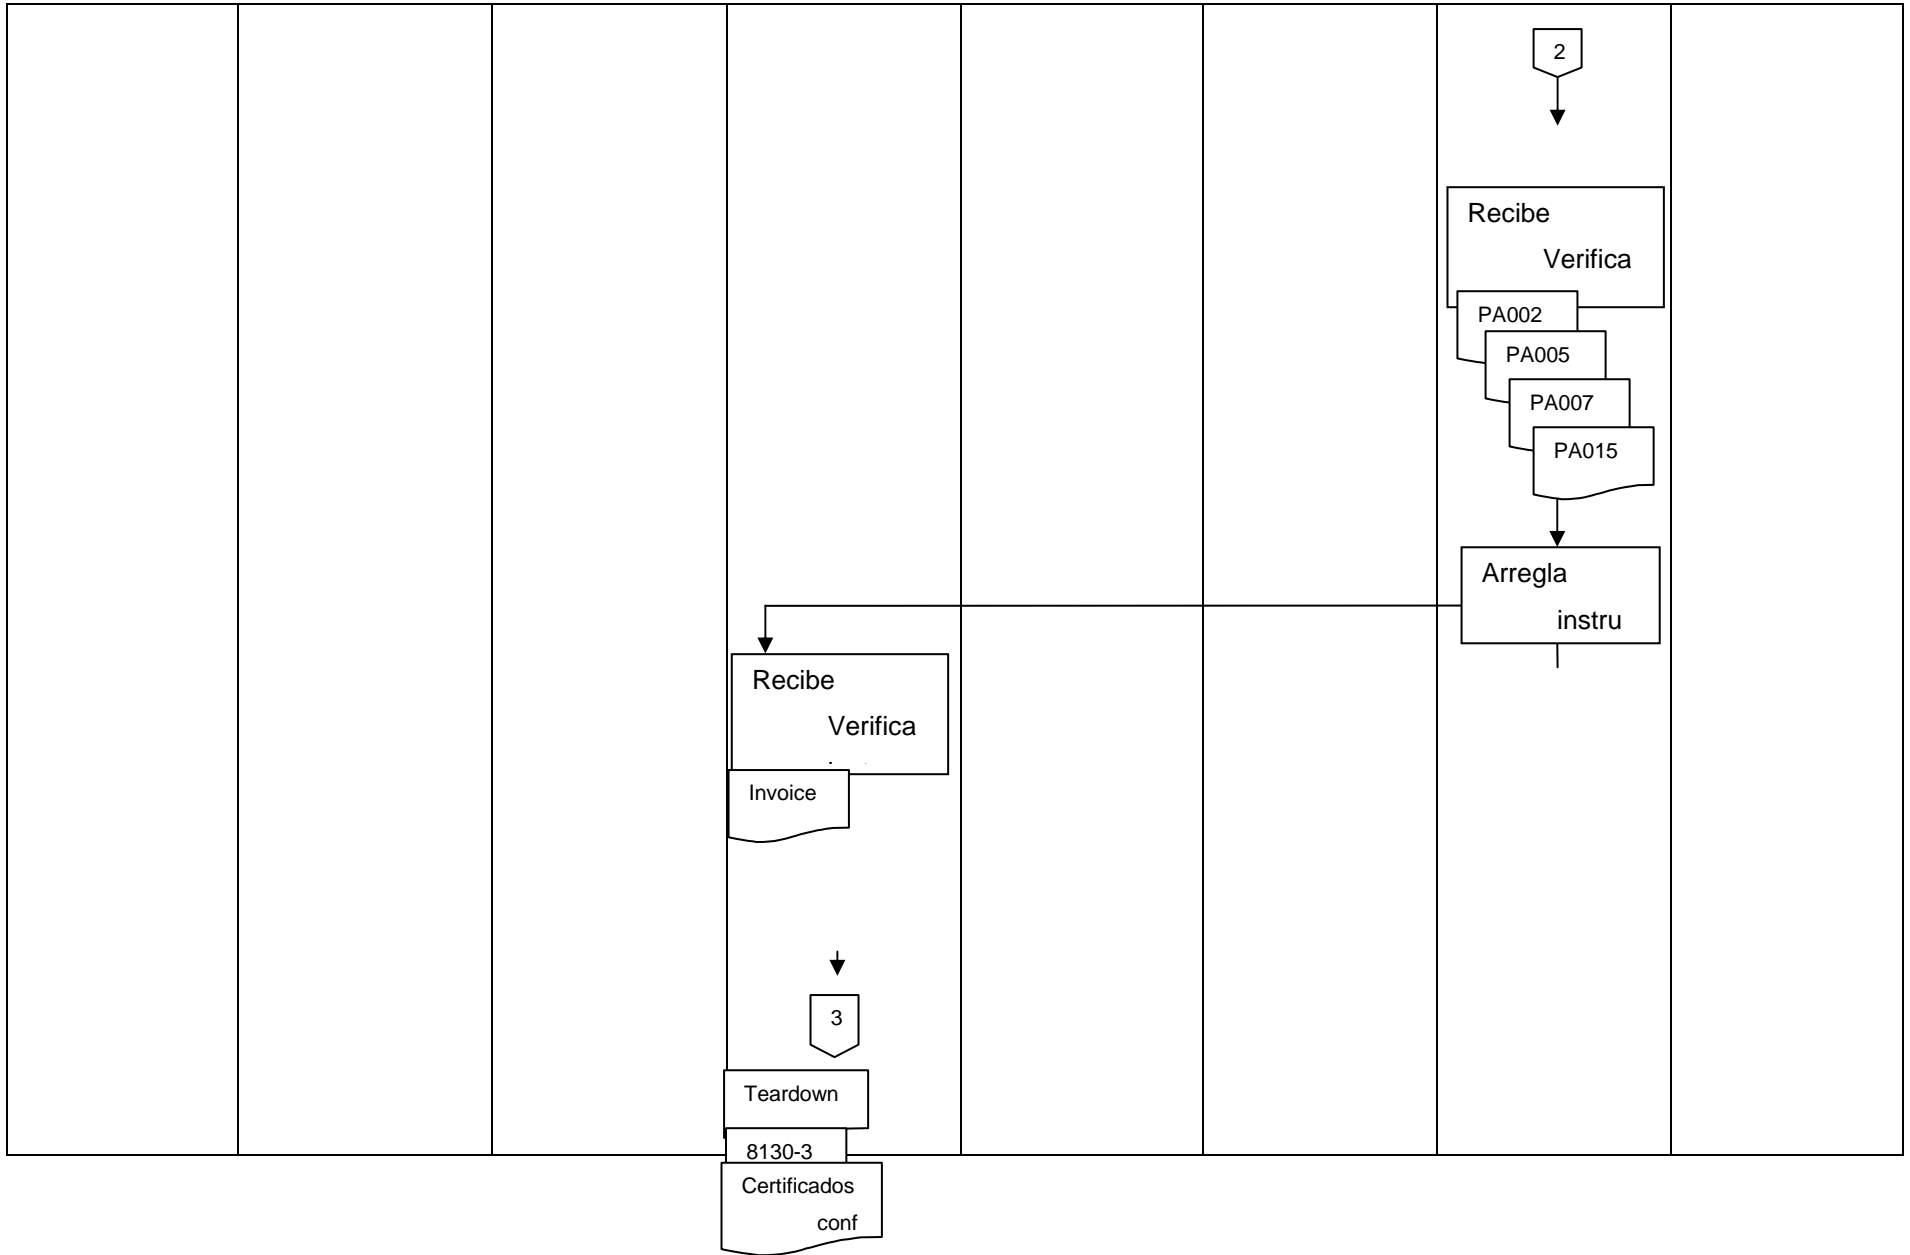 2
Recibe
Verifica
PA002
PA005
PA007
PA015
Arregla
instru
Recibe
Verifica
Invoice
3
Teardown
8130-3
Certificados
conf